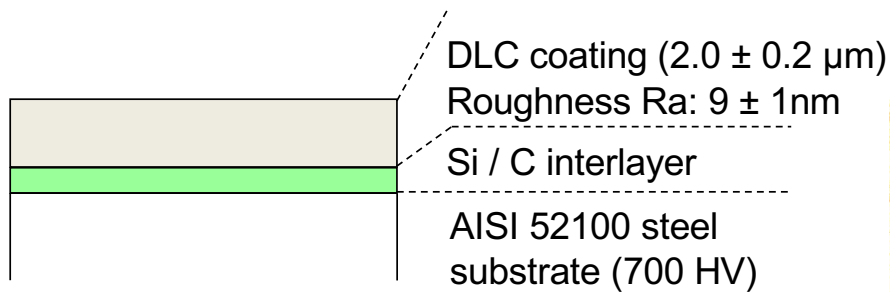 DLC coating (2.0 ± 0.2 μm)
Roughness Ra: 9 ± 1nm
Si / C interlayer
AISI 52100 steel
substrate (700 HV)